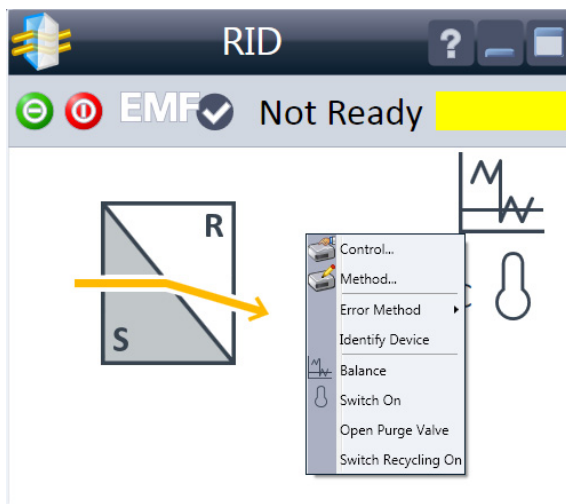 RID
?
EMF
Not Ready
R
S
Control...
Method...
Error Method
Identify Device
Balance
Switch On
Open Purge Valve
Switch Recycling On